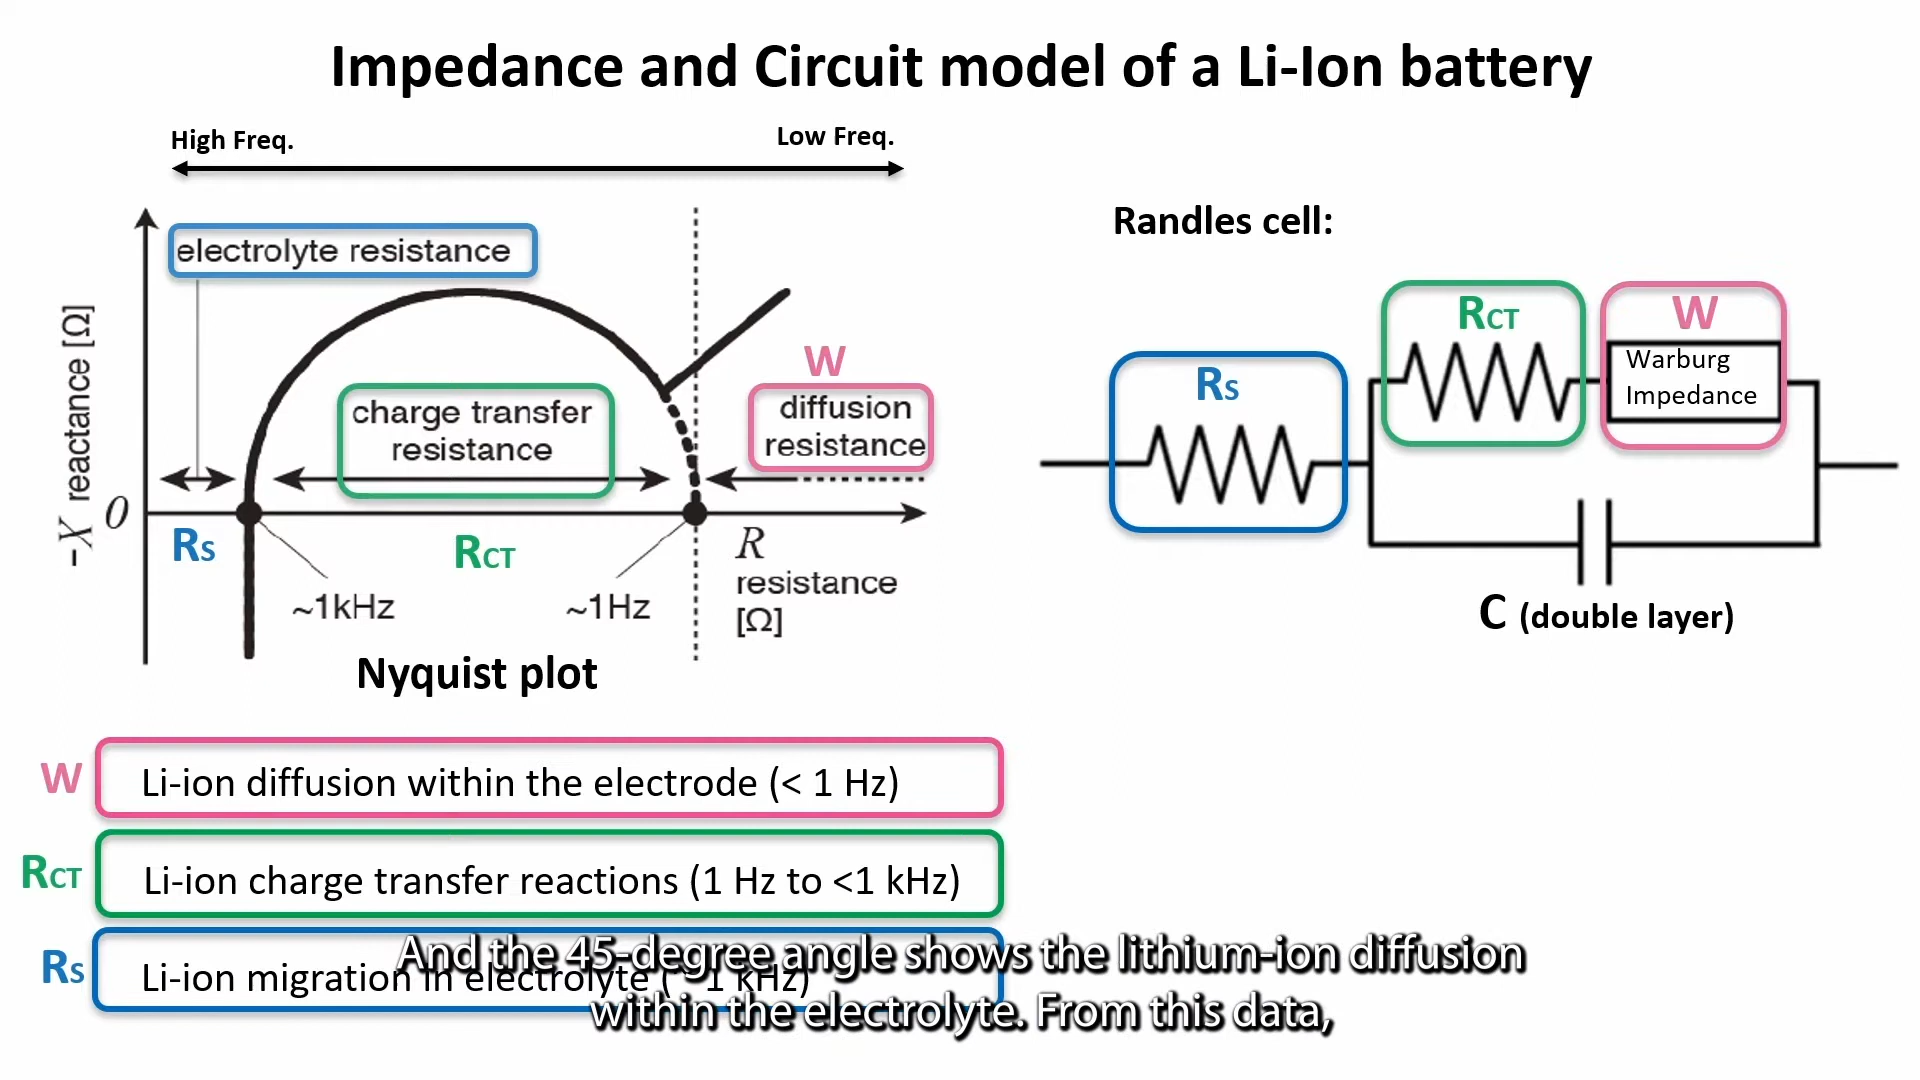 Impedance and Circuit model of a Li-Ion battery
High Freq.
Low Freq.
electrolyte resistance
-X reactance [Ω]
0
charge transfer
resistance
W
diffusion
resistance
Rs
RCT
R
resistance
[Ω]
~1kHz
~1Hz
Nyquist plot
Randles cell:
Rs
RCT
W
Warburg
Impedance
C (double layer)
W
Li-ion diffusion within the electrode (< 1 Hz)
RCT
Li-ion charge transfer reactions (1 Hz to <1 kHz)
Rs
Li-ion migration in electrolyte ( 1 kHz)
And the 45-degree angle shows the lithium-ion diffusion
within the electrolyte. From this data,